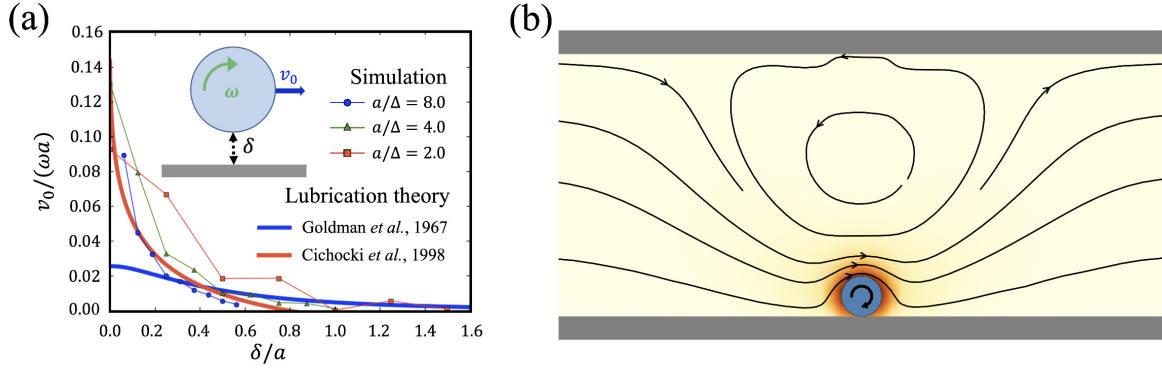 (a)
(b)
0.16
0.14
0.12
0.10
0.08
0.06
0.04
0.02
0.00
v₀/(ωa)
ω
v₀
δ
Simulation
a/Δ = 8.0
a/Δ = 4.0
a/Δ = 2.0
Lubrication theory
Goldman et al., 1967
Cichocki et al., 1998
0.0 0.2 0.4 0.6 0.8 1.0 1.2 1.4 1.6
δ/a